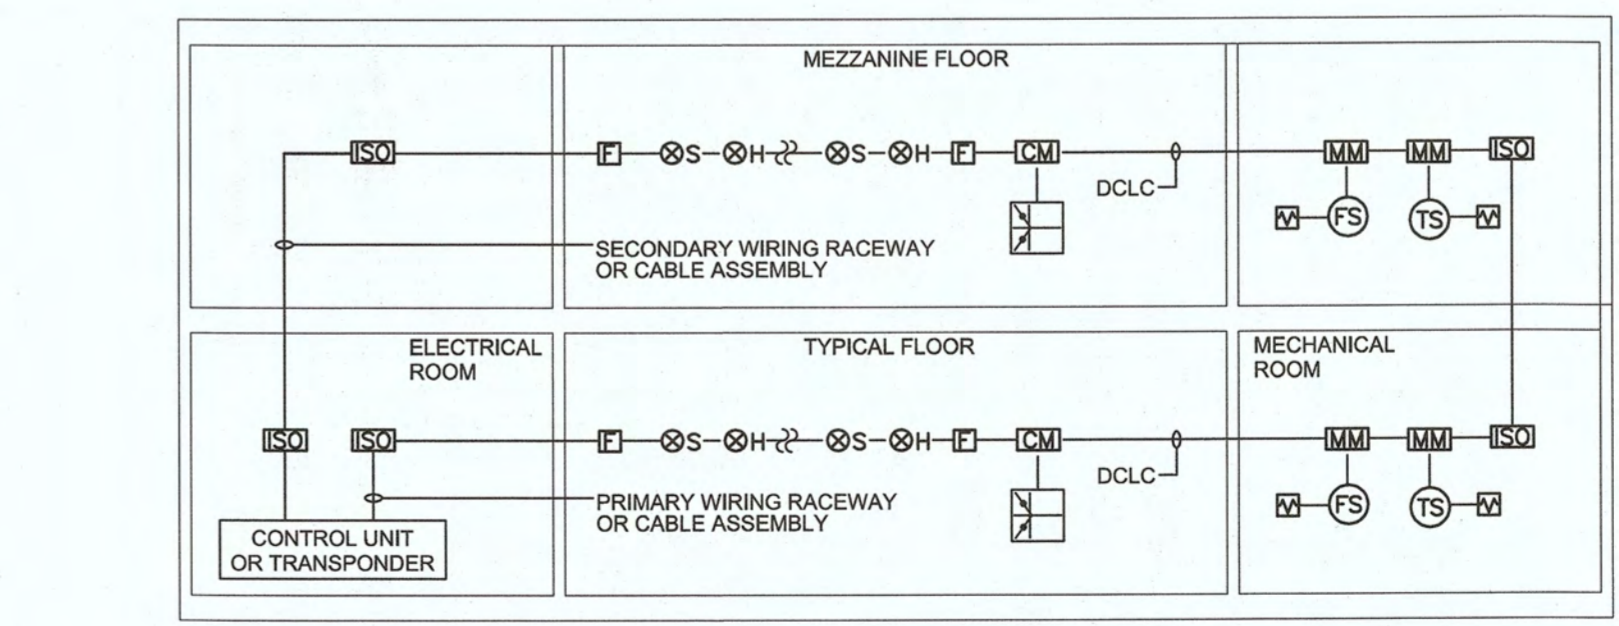 MEZZANINE FLOOR
ISO F S H S H F CM MM MM ISO
DCLC
FS TS
SECONDARY WIRING RACEWAY
OR CABLE ASSEMBLY
ELECTRICAL
ROOM
TYPICAL FLOOR
MECHANICAL
ROOM
ISO ISO F S H S H F CM MM MM ISO
DCLC
FS TS
PRIMARY WIRING RACEWAY
OR CABLE ASSEMBLY
CONTROL UNIT
OR TRANSPONDER